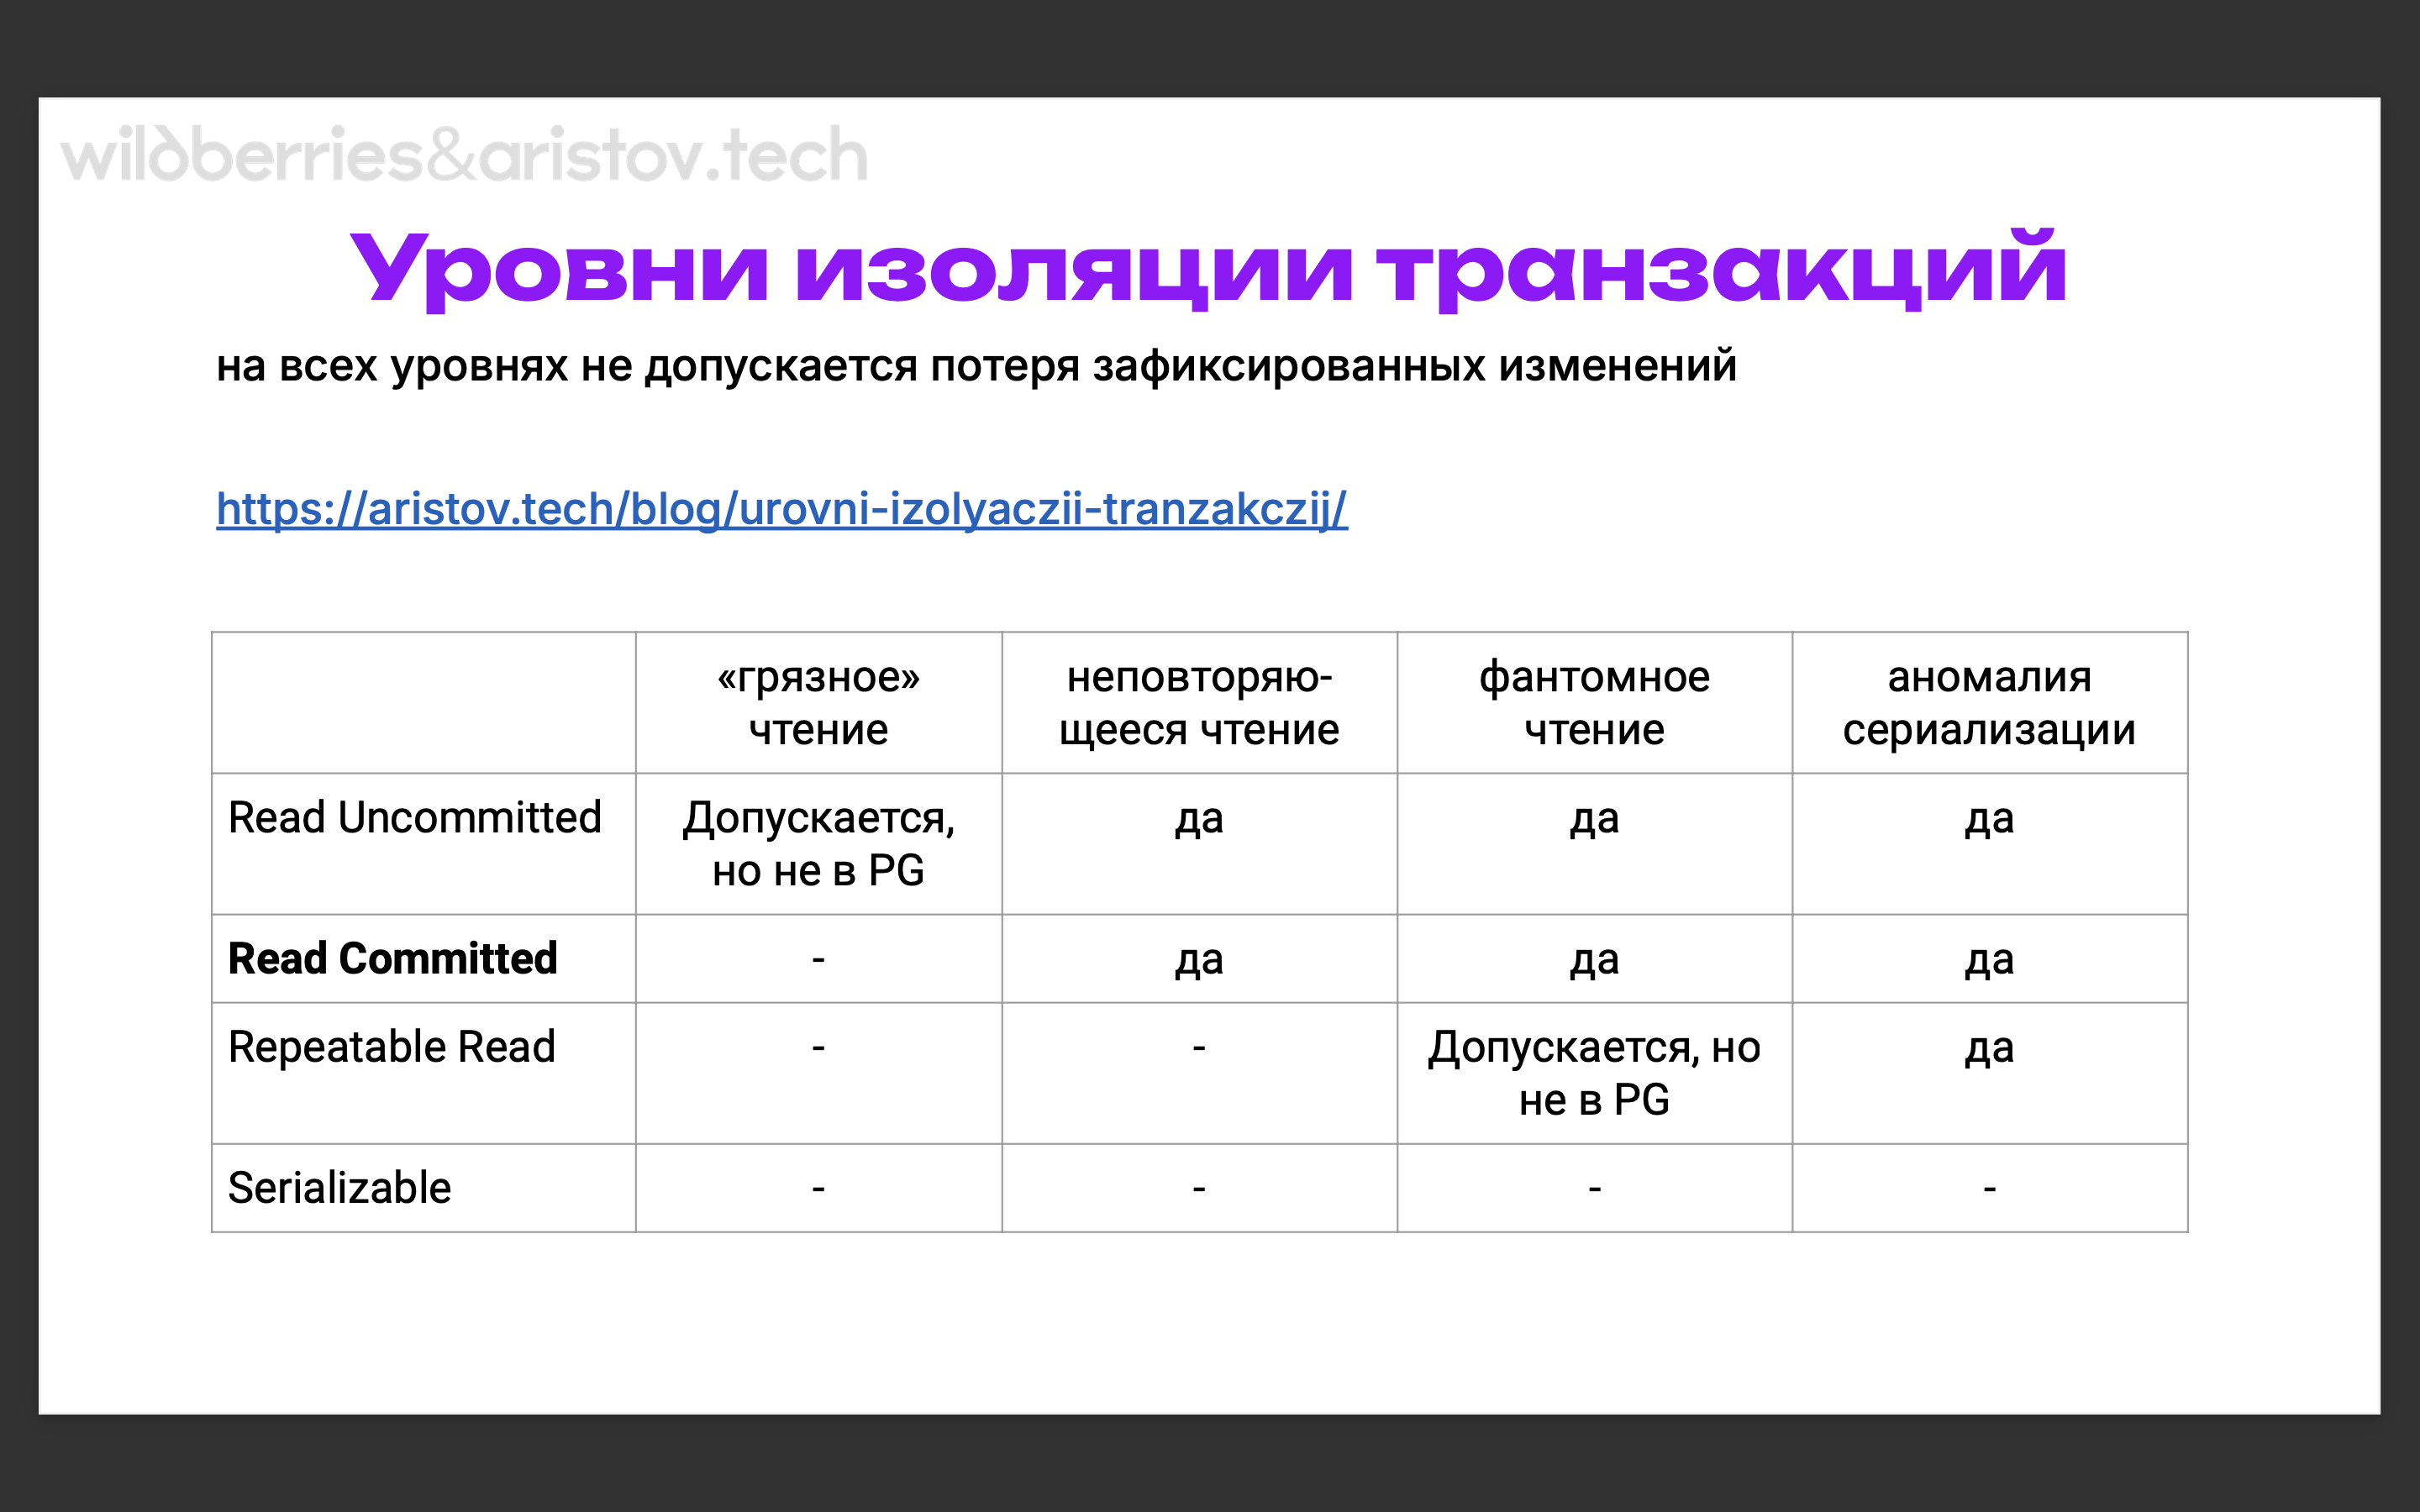 wildberries&aristov.tech
Уровни изоляции транзакций
на всех уровнях не допускается потеря зафиксированных изменений
https://aristov.tech/blog/urovni-izolyaczii-tranzakczij/
«грязное» чтение | неповторяю-щееся чтение | фантомное чтение | аномалия сериализации
Read Uncommitted | Допускается, но не в PG | да | да | да
Read Committed | - | да | да | да
Repeatable Read | - | - | Допускается, но не в PG | да
Serializable | - | - | - | -